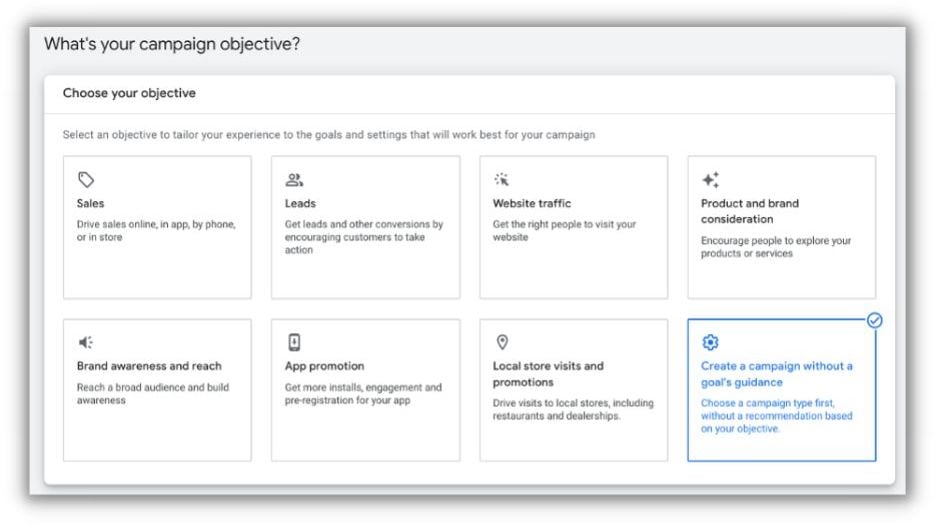 What's your campaign objective?
Choose your objective
Select an objective to tailor your experience to the goals and settings that will work best for your campaign
Sales
Drive sales online, in app, by phone,
or in store
Leads
Get leads and other conversions by
encouraging customers to take
action
Website traffic
Get the right people to visit your
website
Product and brand
consideration
Encourage people to explore your
products or services
Brand awareness and reach
Reach a broad audience and build
awareness
App promotion
Get more installs, engagement and
pre-registration for your app
Local store visits and
promotions
Drive visits to local stores, including
restaurants and dealerships.
Create a campaign without a
goal's guidance
Choose a campaign type first,
without a recommendation based
on your objective.